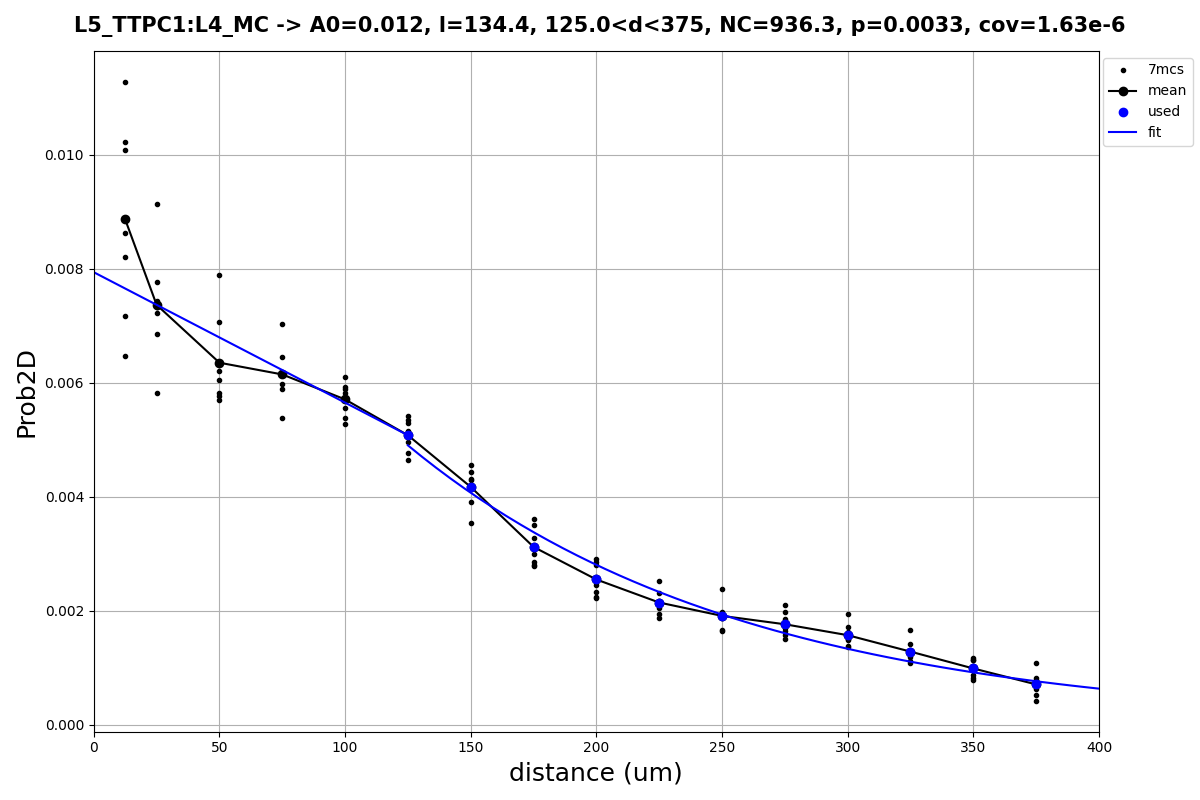 L5_TTPC1:L4_MC -> A0=0.012, l=134.4, 125.0<d<375, NC=936.3, p=0.0033, cov=1.63e-6
7mcs
mean
used
fit
Prob2D
0.010
0.008
0.006
0.004
0.002
0.000
0 50 100 150 200 250 300 350 400
distance (um)